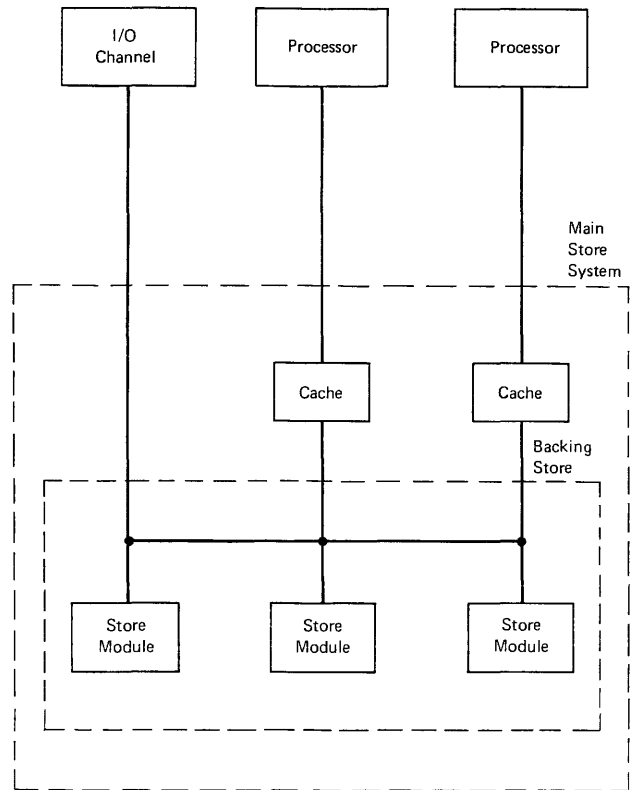 I/O
Channel
Processor
Processor
Main
Store
System
Cache
Cache
Backing
Store
Store
Module
Store
Module
Store
Module